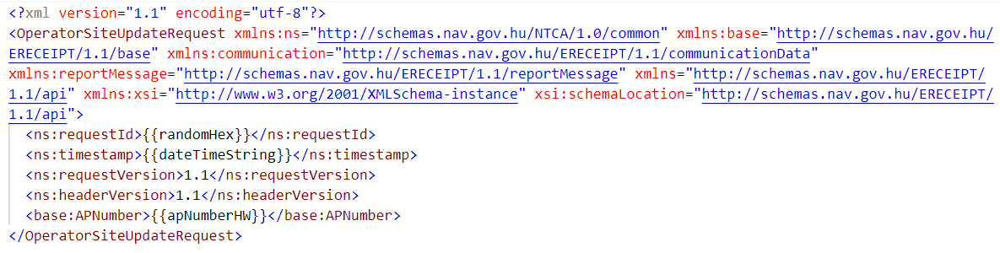 <?xml version="1.1" encoding="utf-8"?>
<OperatorSiteUpdateRequest xmlns:ns="http://schemas.nav.gov.hu/NTCA/1.0/common" xmlns:base="http://schemas.nav.gov.hu/
ERECEIPT/1.1/base" xmlns:communication="http://schemas.nav.gov.hu/ERECEIPT/1.1/communicationData"
xmlns:reportMessage="http://schemas.nav.gov.hu/ERECEIPT/1.1/reportMessage" xmlns="http://schemas.nav.gov.hu/ERECEIPT/
1.1/api" xmlns:xsi="http://www.w3.org/2001/XMLSchema-instance" xsi:schemaLocation="http://schemas.nav.gov.hu/ERECEIPT/
1.1/api">
  <ns:requestId>{{randomHex}}</ns:requestId>
  <ns:timestamp>{{dateTimeString}}</ns:timestamp>
  <ns:requestVersion>1.1</ns:requestVersion>
  <ns:headerVersion>1.1</ns:headerVersion>
  <base:APNumber>{{apNumberHW}}</base:APNumber>
</OperatorSiteUpdateRequest>